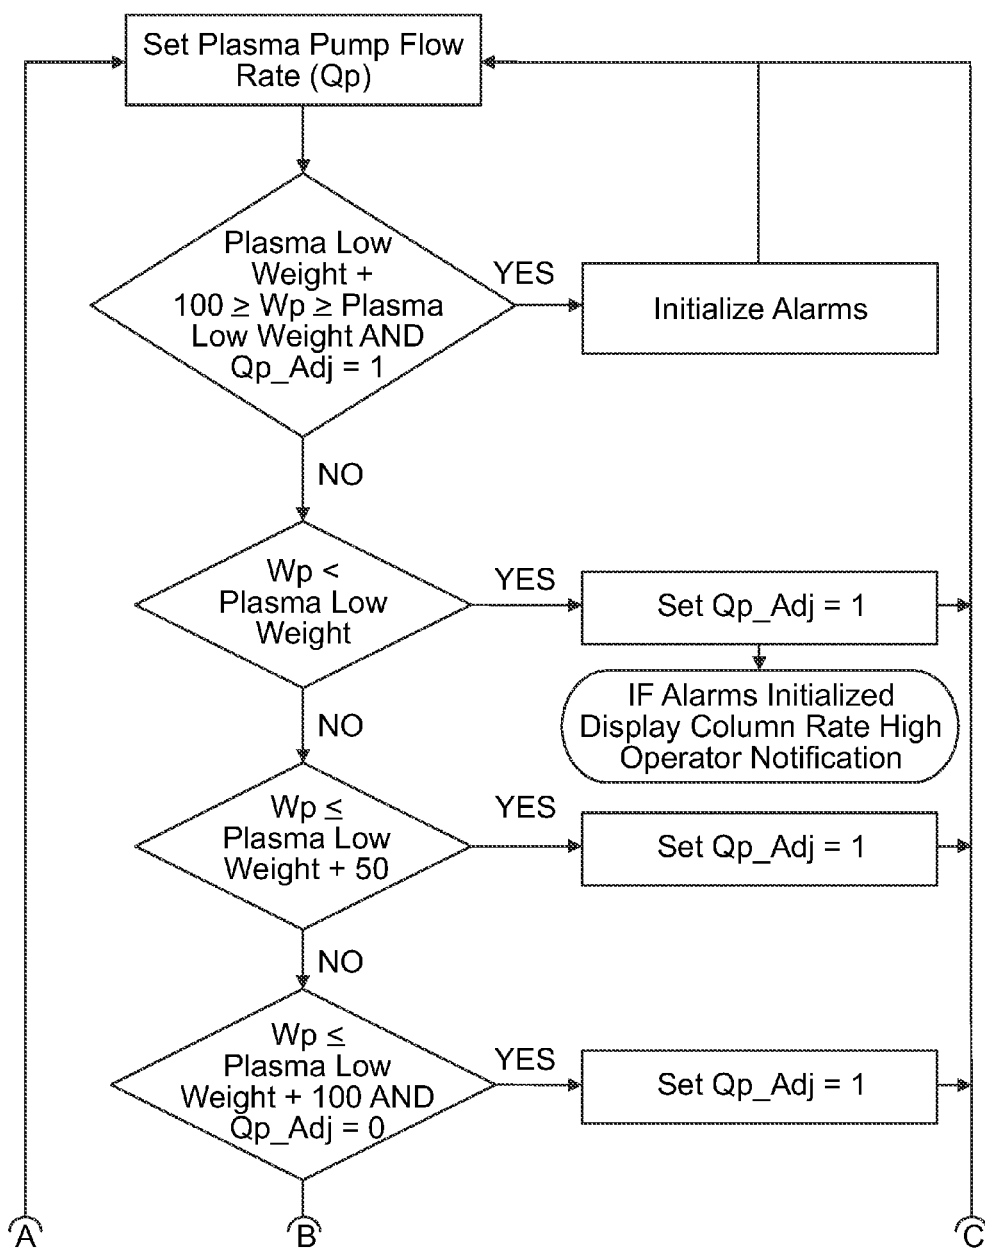 Set Plasma Pump Flow
Rate (Qp)
Plasma Low
Weight +
100 ≥ Wp ≥ Plasma
Low Weight AND
Qp_Adj = 1
YES
Initialize Alarms
NO
Wp <
Plasma Low
Weight
YES
Set Qp_Adj = 1
IF Alarms Initialized
Display Column Rate High
Operator Notification
NO
Wp ≤
Plasma Low
Weight + 50
YES
Set Qp_Adj = 1
NO
Wp ≤
Plasma Low
Weight + 100 AND
Qp_Adj = 0
YES
Set Qp_Adj = 1
A
B
C